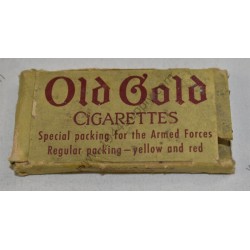 Old Gold
CIGARETTES
Special packing for the Armed Forces
Regular packing—yellow and red